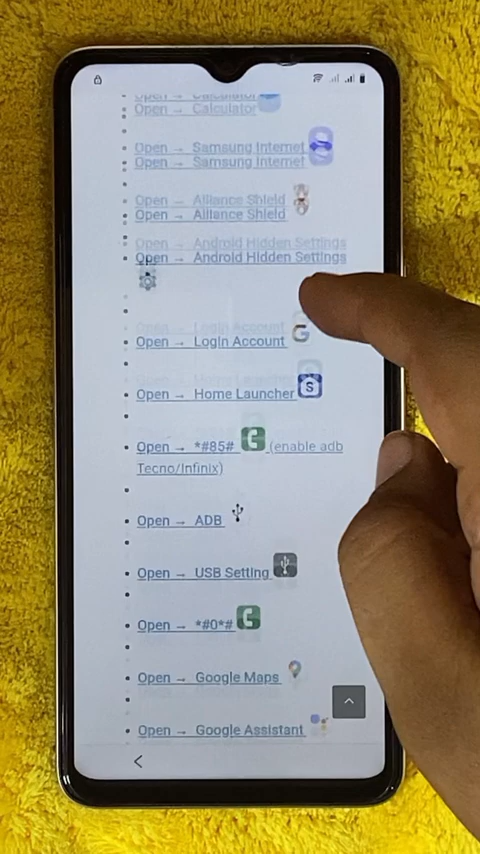 Open → Calculator
Open → Samsung Internet
Open → Alliance Shield
Open → Android Hidden Settings
Open → Login Account
Open → Home Launcher
Open → *#85# (enable adb
Tecno/Infinix)
Open → ADB
Open → USB Setting
Open → *#0*#
Open → Google Maps
Open → Google Assistant